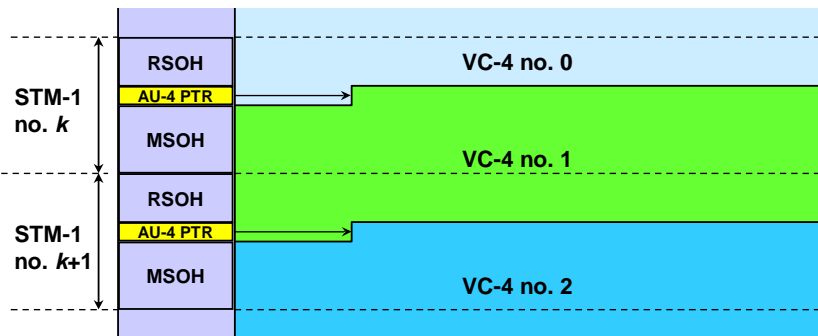 RSOH
VC-4 no. 0
STM-1
no. k
AU-4 PTR
MSOH
VC-4 no. 1
RSOH
STM-1
no. k+1
AU-4 PTR
MSOH
VC-4 no. 2